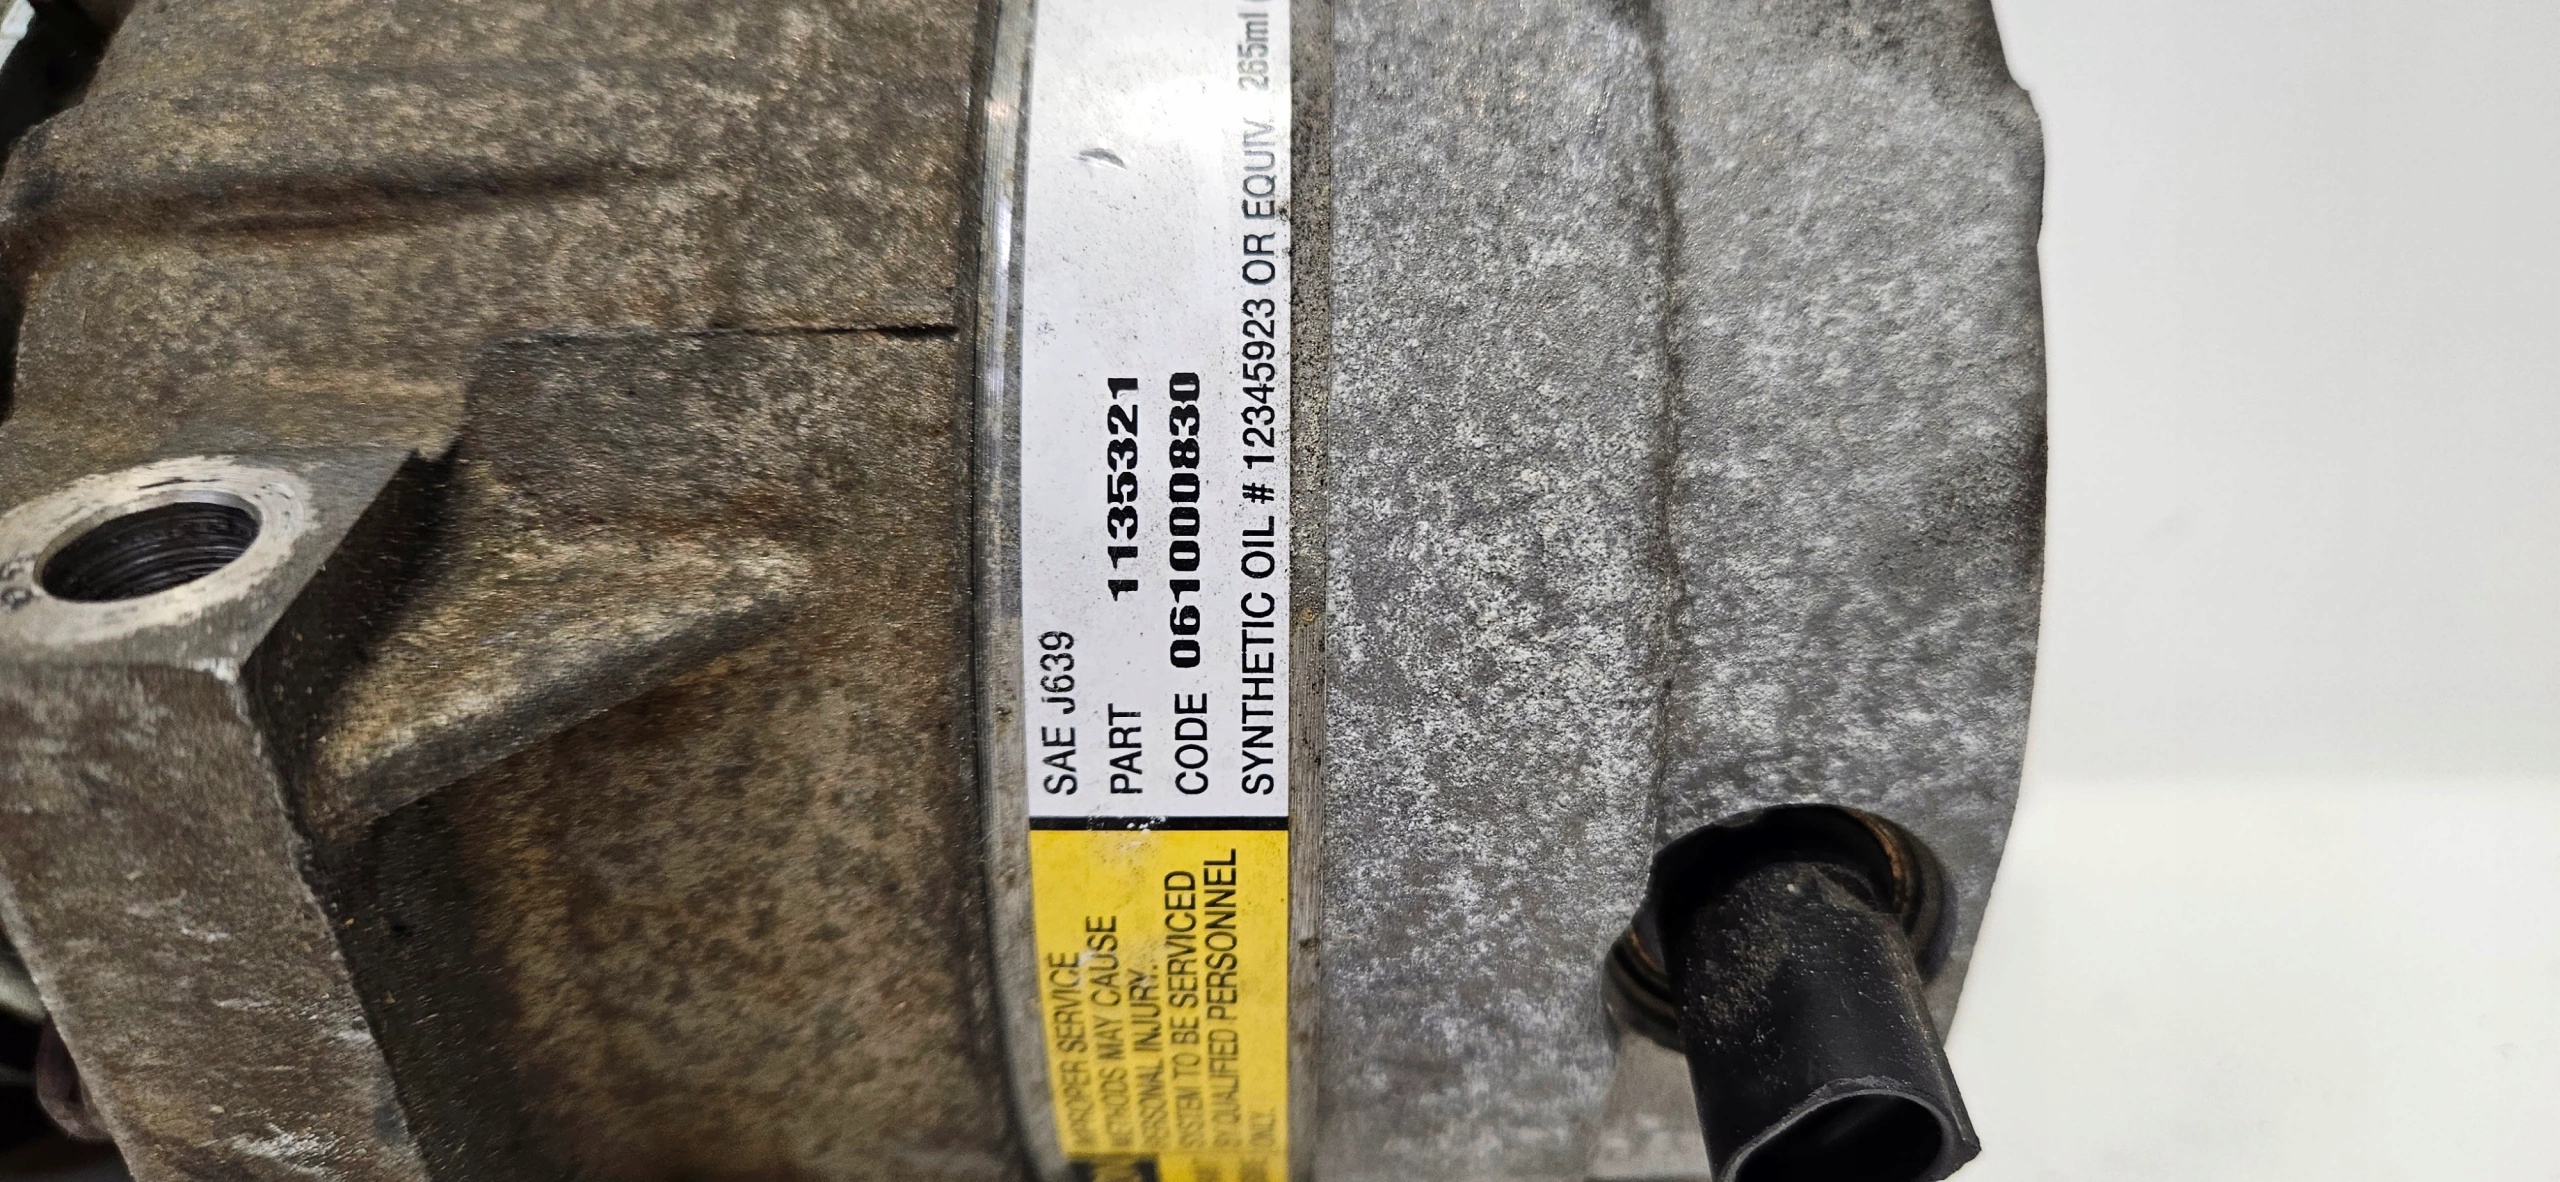 SAE J639
PART 1135321
CODE 061000830
SYNTHETIC OIL # 12345923 OR EQUIV 265ml
IMPROPER SERVICE
METHODS MAY CAUSE
PERSONAL INJURY.
SYSTEM TO BE SERVICED
BY QUALIFIED PERSONNEL
ONLY.